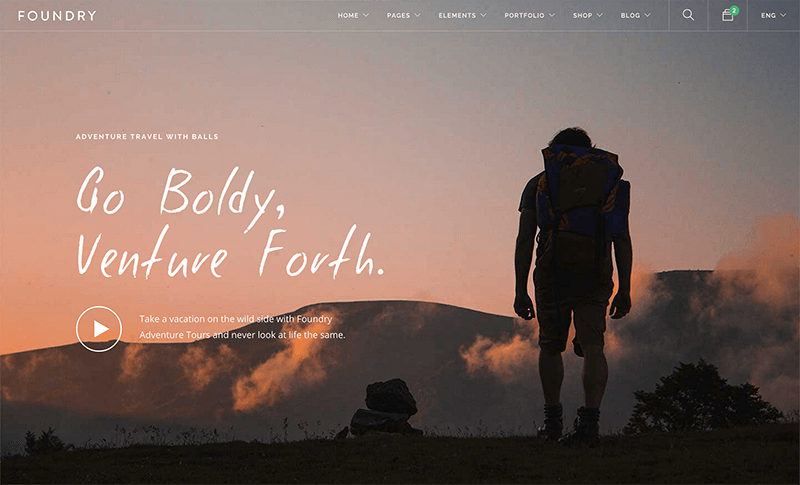 FOUNDRY
HOME PAGES ELEMENTS PORTFOLIO SHOP BLOG 2 ENG
ADVENTURE TRAVEL WITH BALLS
Go Boldy,
Venture Forth.
Take a vacation on the wild side with Foundry
Adventure Tours and never look at life the same.